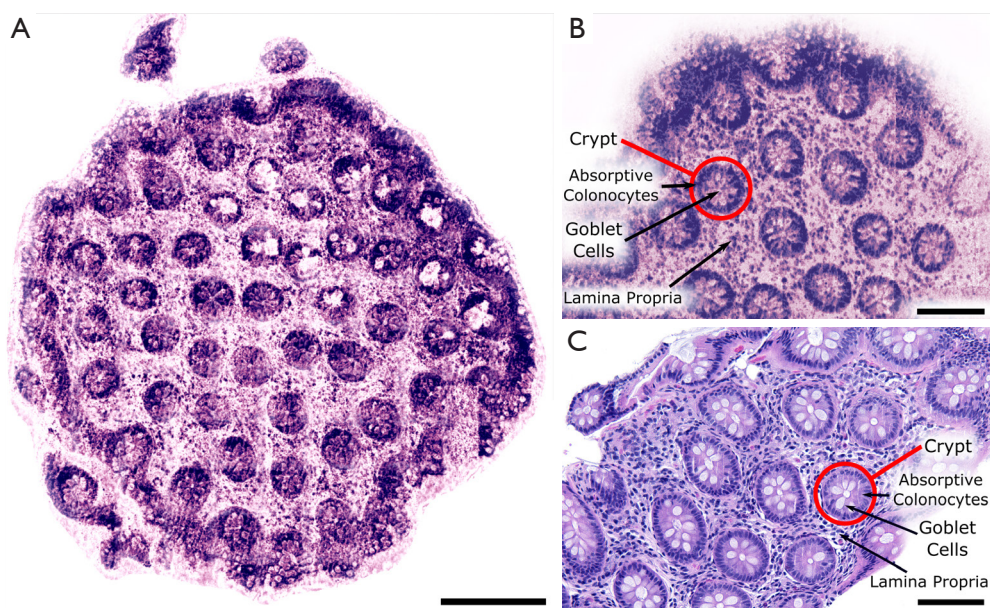 A
B
Crypt
Absorptive
Colonocytes
Goblet
Cells
Lamina Propria
C
Crypt
Absorptive
Colonocytes
Goblet
Cells
Lamina Propria